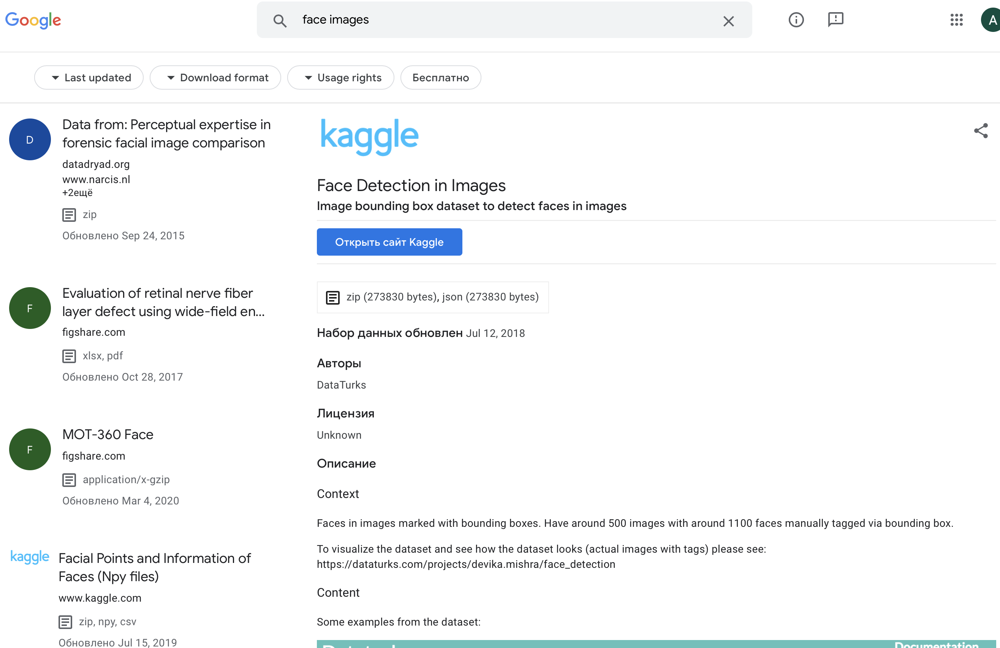 Google
face images
A
Last updated
Download format
Usage rights
Бесплатно
D
Data from: Perceptual expertise in
forensic facial image comparison
datadryad.org
www.narcis.nl
+2ещё
zip
Обновлено Sep 24, 2015
F
Evaluation of retinal nerve fiber
layer defect using wide-field en...
figshare.com
xlsx, pdf
Обновлено Oct 28, 2017
F
MOT-360 Face
figshare.com
application/x-gzip
Обновлено Mar 4, 2020
kaggle
Facial Points and Information of
Faces (Npy files)
www.kaggle.com
zip, npy, csv
Обновлено Jul 15, 2019
kaggle
Face Detection in Images
Image bounding box dataset to detect faces in images
Открыть сайт Kaggle
zip (273830 bytes), json (273830 bytes)
Набор данных обновлен Jul 12, 2018
Авторы
DataTurks
Лицензия
Unknown
Описание
Context
Faces in images marked with bounding boxes. Have around 500 images with around 1100 faces manually tagged via bounding box.
To visualize the dataset and see how the dataset looks (actual images with tags) please see:
https://dataturks.com/projects/devika.mishra/face_detection
Content
Some examples from the dataset:
Documentation